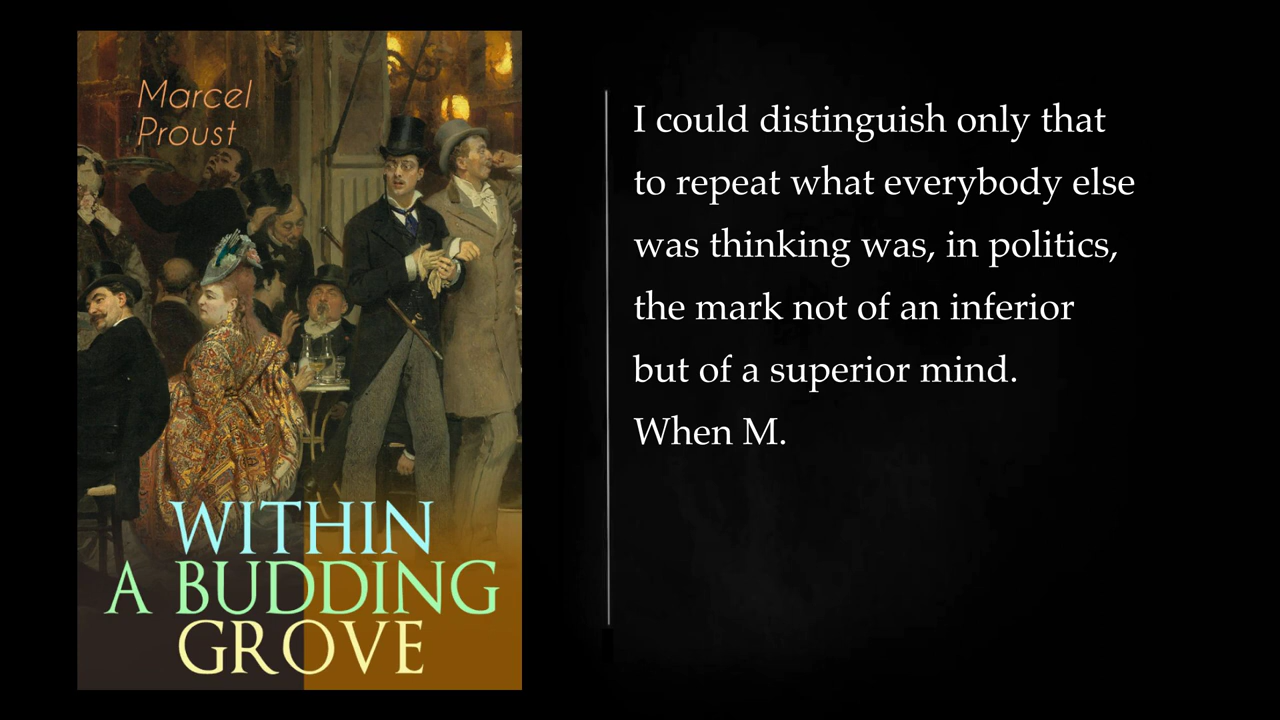 Marcel
Proust
WITHIN
A BUDDING
GROVE
I could distinguish only that
to repeat what everybody else
was thinking was, in politics,
the mark not of an inferior
but of a superior mind.
When M.